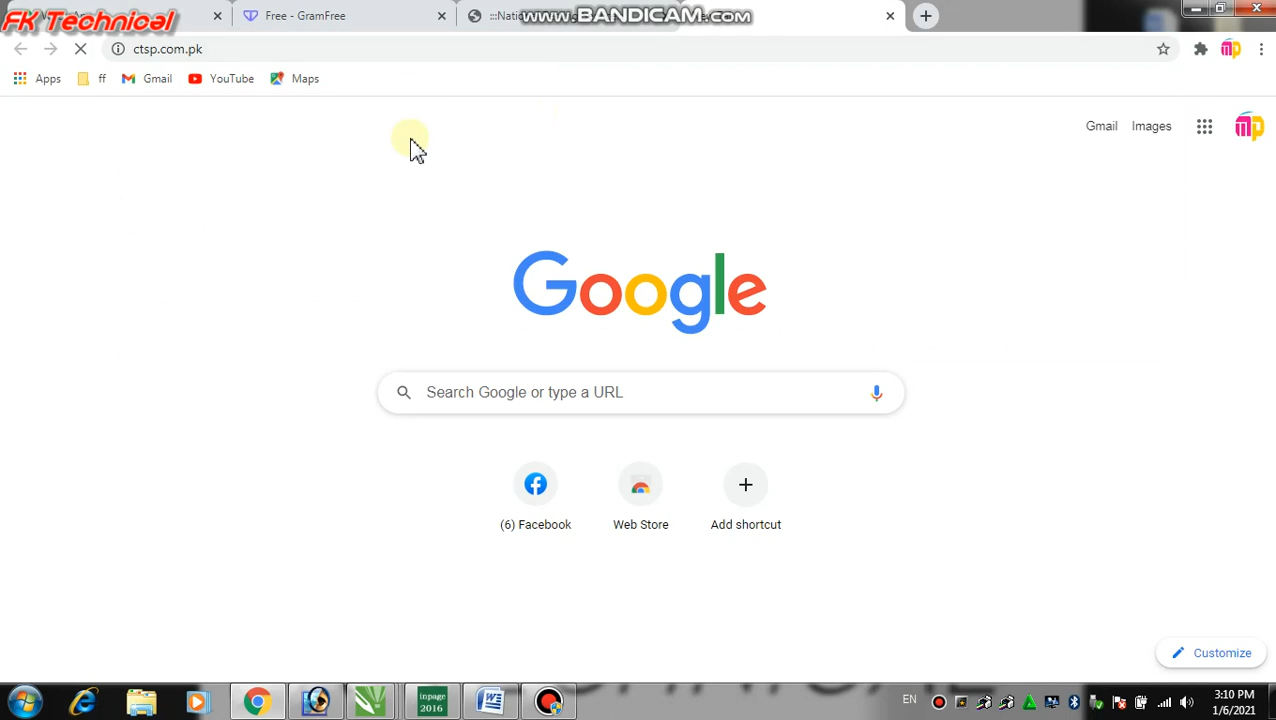 FK Technical
Free - GramFree
:::Natio
www.BANDICAM.com
ctsp.com.pk
Apps
ff
Gmail
YouTube
Maps
Gmail
Images
mp
Google
Search Google or type a URL
(6) Facebook
Web Store
Add shortcut
Customize
inpage
2016
EN
3:10 PM
1/6/2021